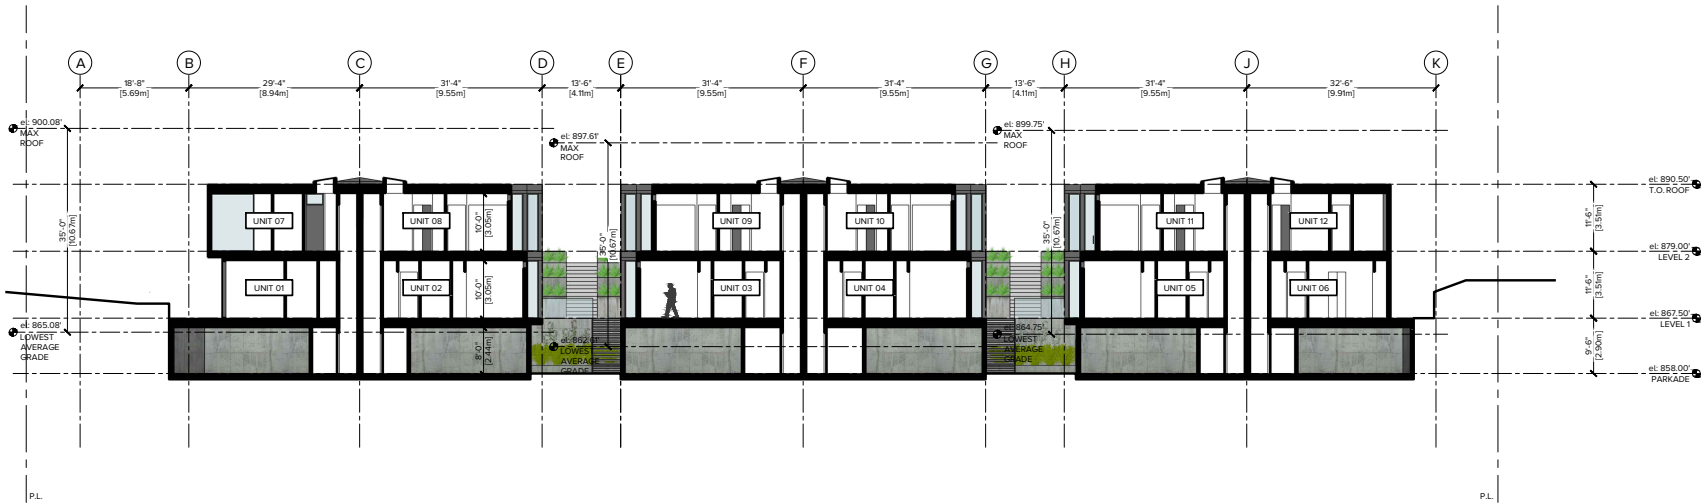 A
B
C
D
E
F
G
H
J
K
18'-8"
[5.69m]
29'-4"
[8.94m]
31'-4"
[9.55m]
13'-6"
[4.11m]
31'-4"
[9.55m]
31'-4"
[9.55m]
13'-6"
[4.11m]
31'-4"
[9.55m]
32'-6"
[9.91m]
el: 900.08'
MAX
ROOF
el: 897.61'
MAX
ROOF
el: 899.75'
MAX
ROOF
el: 890.50'
T.O. ROOF
el: 879.00'
LEVEL 2
el: 867.50'
LEVEL 1
el: 858.00'
PARKADE
11'-6"
[3.51m]
11'-6"
[3.51m]
9'-6"
[2.90m]
35'-0"
[10.67m]
35'-0"
[10.67m]
35'-0"
[10.67m]
10'-0"
[3.05m]
10'-0"
[3.05m]
8'-0"
[2.44m]
UNIT 07
UNIT 08
UNIT 09
UNIT 10
UNIT 11
UNIT 12
UNIT 01
UNIT 02
UNIT 03
UNIT 04
UNIT 05
UNIT 06
el: 865.08'
LOWEST
AVERAGE
GRADE
el: 862.61'
LOWEST
AVERAGE
GRADE
el: 864.75'
LOWEST
AVERAGE
GRADE
P.L.
P.L.